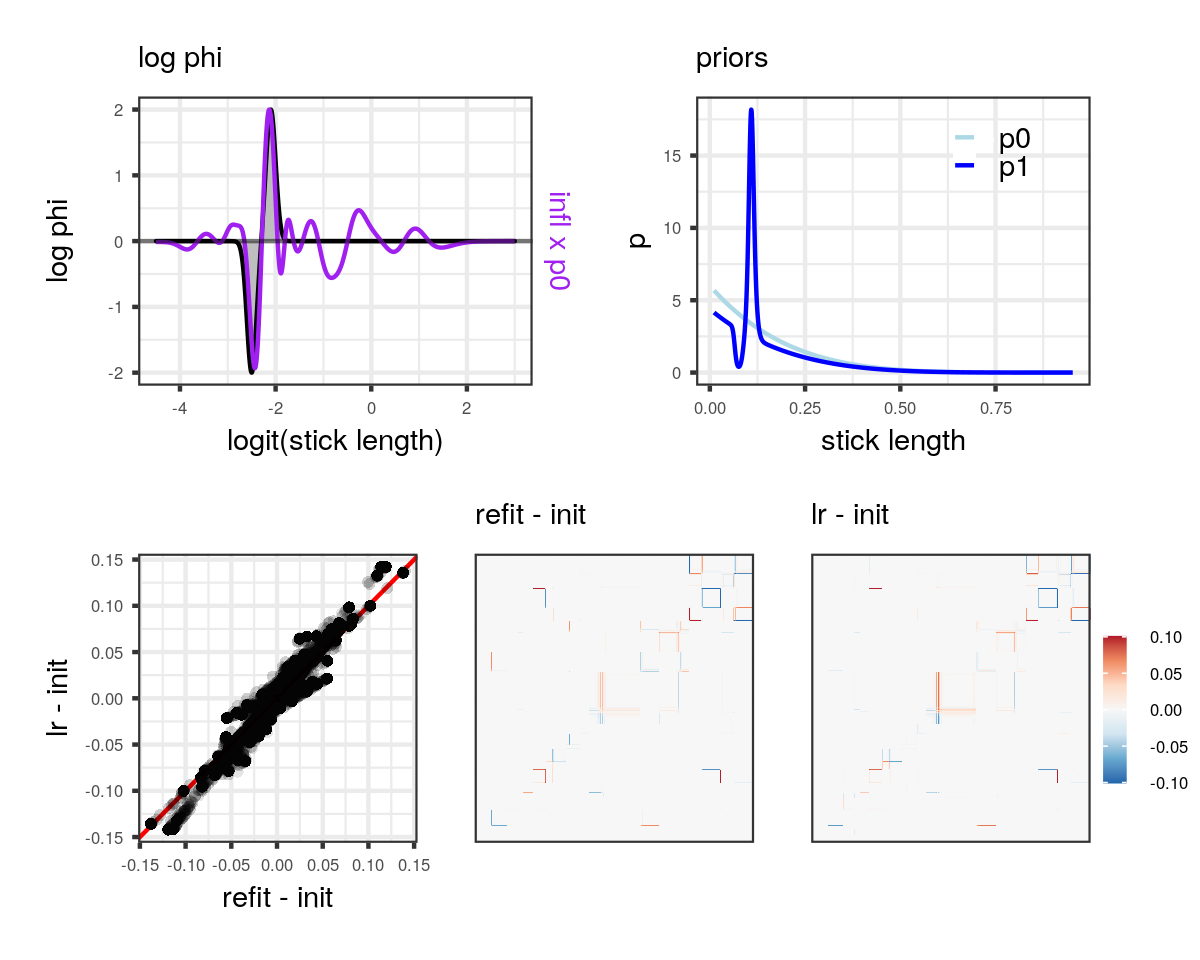 log phi
priors
2
1
0
-1
-2
log phi
infl x p0
-4
-2
0
2
logit(stick length)
15
10
5
0
p
p0
p1
0.00
0.25
0.50
0.75
stick length
refit - init
lr - init
0.15
0.10
0.05
0.00
-0.05
-0.10
-0.15
lr - init
-0.15 -0.10 -0.05 0.00 0.05 0.10 0.15
refit - init
0.10
0.05
0.00
-0.05
-0.10